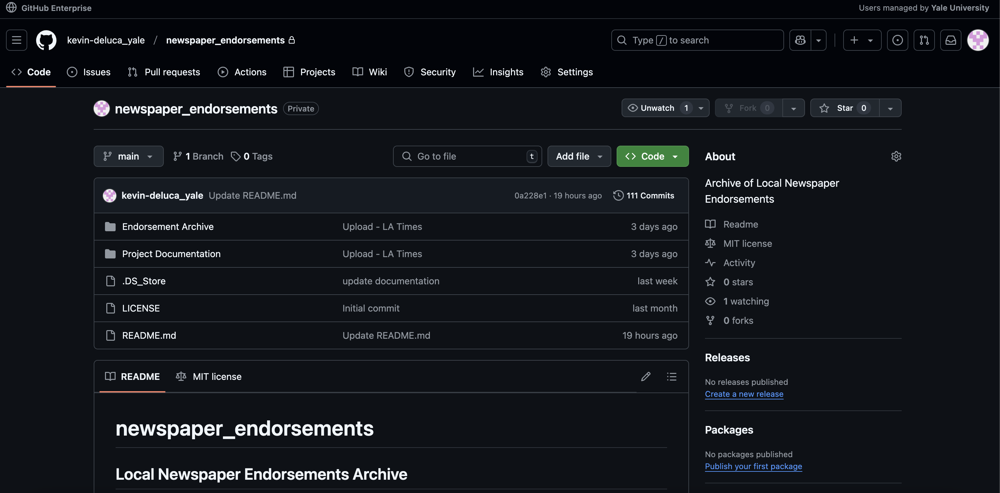 GitHub Enterprise
Users managed by Yale University
kevin-deluca_yale / newspaper_endorsements
Type / to search
Code
Issues
Pull requests
Actions
Projects
Wiki
Security
Insights
Settings
newspaper_endorsements Private
Unwatch 1
Fork 0
Star 0
main
1 Branch
0 Tags
Go to file t
Add file
Code
kevin-deluca_yale Update README.md 0a228e1 · 19 hours ago 111 Commits
Endorsement Archive Upload - LA Times 3 days ago
Project Documentation Upload - LA Times 3 days ago
.DS_Store update documentation last week
LICENSE Initial commit last month
README.md Update README.md 19 hours ago
README
MIT license
newspaper_endorsements
Local Newspaper Endorsements Archive
About
Archive of Local Newspaper
Endorsements
Readme
MIT license
Activity
0 stars
1 watching
0 forks
Releases
No releases published
Create a new release
Packages
No packages published
Publish your first package